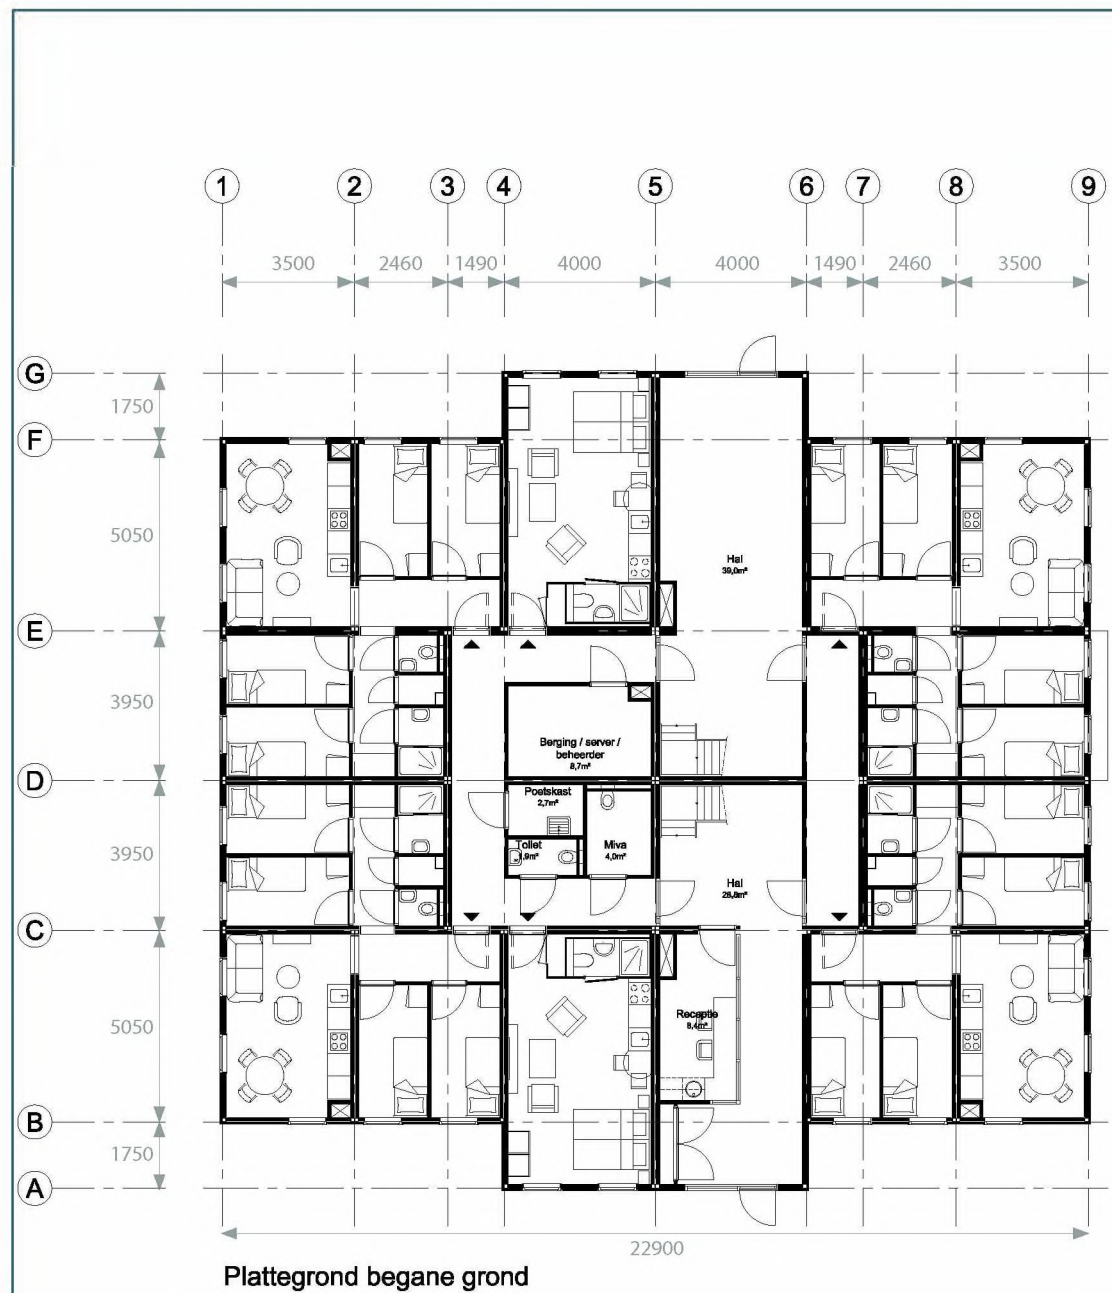 1 2 3 4 5 6 7 8 9
3500 2460 1490 4000 4000 1490 2460 3500
G
1750
F
5050
E
3950
D
3950
C
5050
B
1750
A
Hal
39,0m²
Berging / server /
beheerder
8,7m²
Poetskast
2,7m²
Toilet
1,9m²
Miva
4,0m²
Hal
Receptie
8,4m²
22900
Plattegrond begane grond